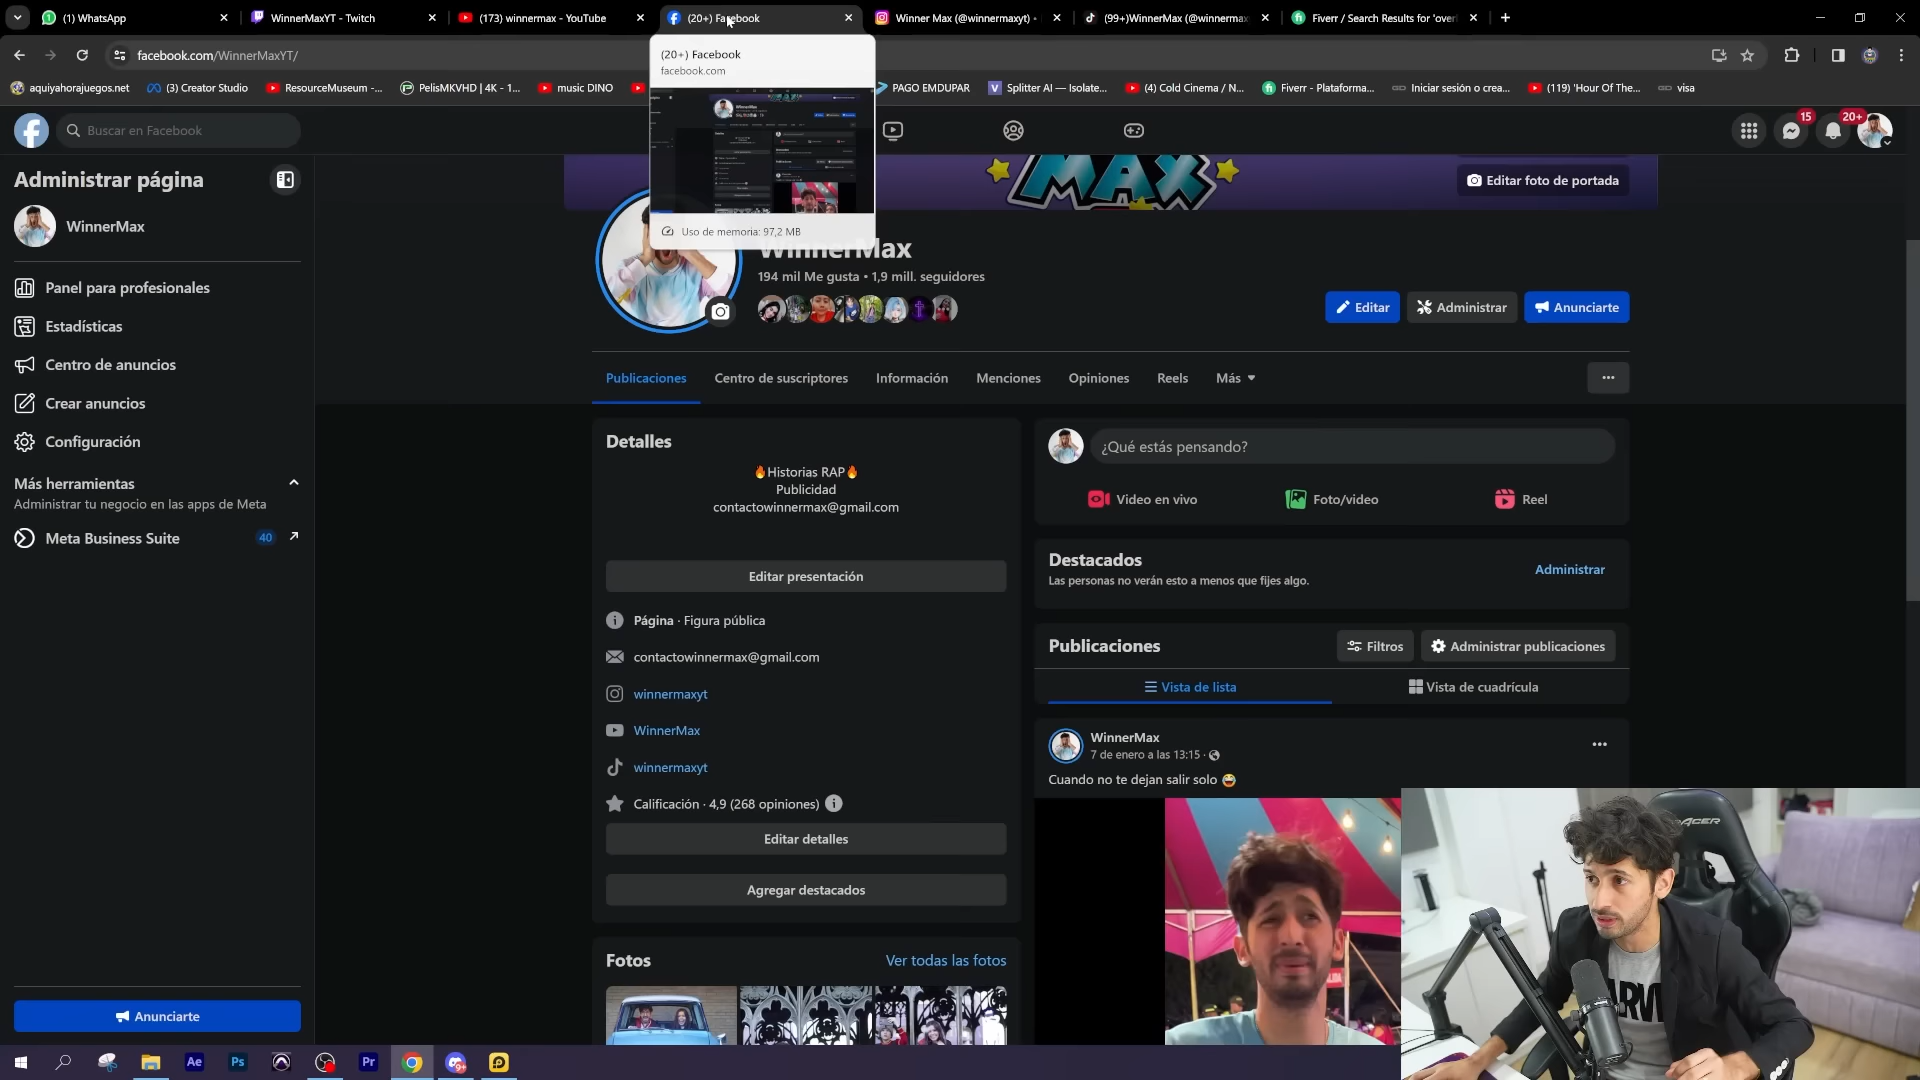 (1) WhatsApp
WinnerMaxYT - Twitch
(173) winnermax - YouTube
(20+) Facebook
Winner Max (@winnermaxyt) •
(99+)WinnerMax (@winnerma
Fiverr / Search Results for 'over
facebook.com/WinnerMaxYT/
(20+) Facebook
facebook.com
Uso de memoria: 97,2 MB
aquiyahorajuegos.net
(3) Creator Studio
ResourceMuseum -...
PelisMKVHD | 4K - 1...
music DINO
PAGO EMDUPAR
Splitter AI — Isolate...
(4) Cold Cinema / N...
Fiverr - Plataforma...
Iniciar sesión o crea...
(119) 'Hour Of The...
visa
Buscar en Facebook
15
20+
Administrar página
WinnerMax
Panel para profesionales
Estadísticas
Centro de anuncios
Crear anuncios
Configuración
Más herramientas
Administrar tu negocio en las apps de Meta
Meta Business Suite
40
Anunciarte
MAX
Editar foto de portada
WinnerMax
194 mil Me gusta • 1,9 mill. seguidores
Editar
Administrar
Anunciarte
Publicaciones
Centro de suscriptores
Información
Menciones
Opiniones
Reels
Más
Detalles
🔥Historias RAP🔥
Publicidad
contactowinnermax@gmail.com
Editar presentación
Página · Figura pública
contactowinnermax@gmail.com
winnermaxyt
WinnerMax
winnermaxyt
Calificación · 4,9 (268 opiniones)
Editar detalles
Agregar destacados
Fotos
Ver todas las fotos
¿Qué estás pensando?
Video en vivo
Foto/video
Reel
Destacados
Las personas no verán esto a menos que fijes algo.
Administrar
Publicaciones
Filtros
Administrar publicaciones
Vista de lista
Vista de cuadrícula
WinnerMax
7 de enero a las 13:15 ·
Cuando no te dejan salir solo 😂
Ae
Ps
Pr